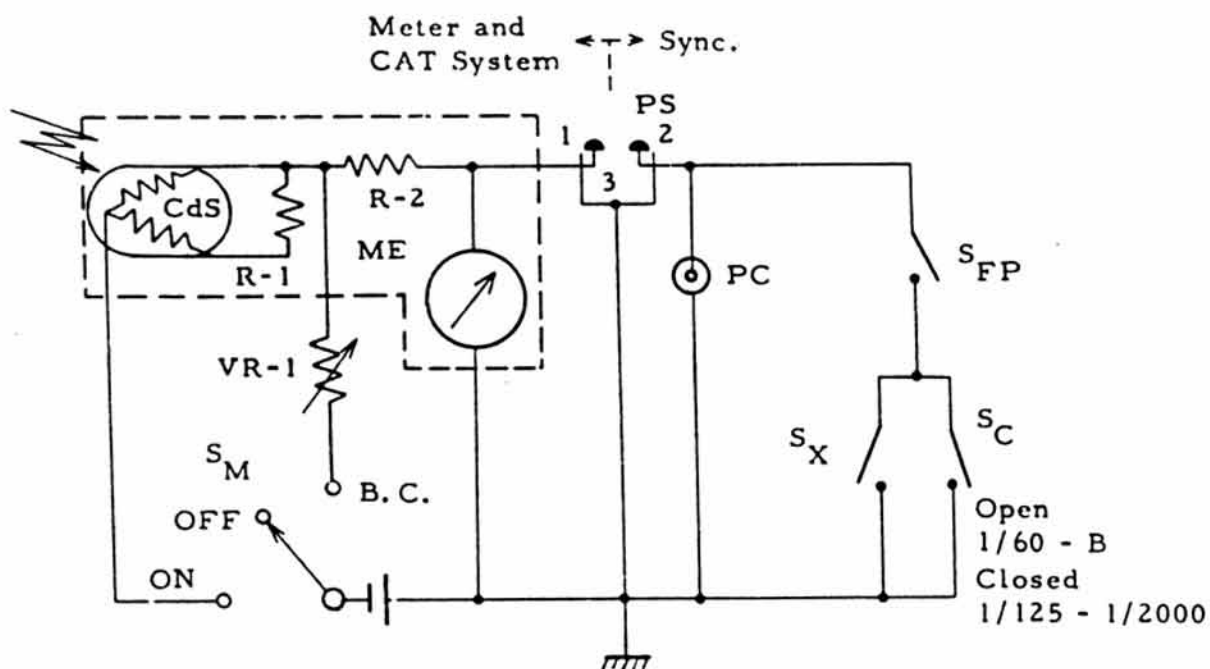 Meter and
CAT System
Sync.
PS
1
2
3
CdS
R-2
R-1
ME
PC
S FP
VR-1
S X
S C
S M
B. C.
OFF
ON
Open
1/60 - B
Closed
1/125 - 1/2000